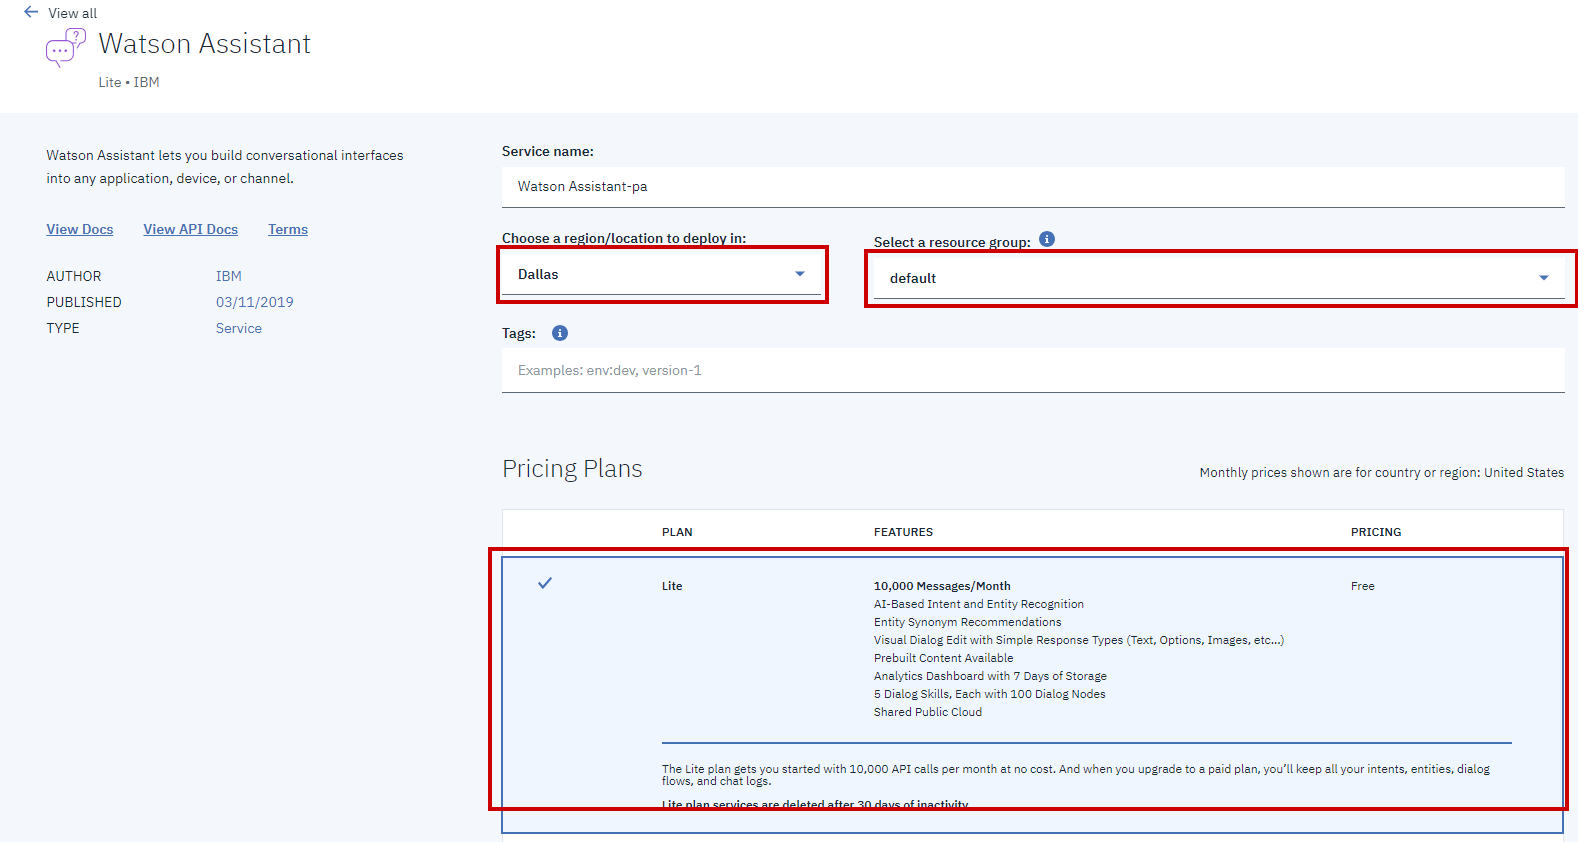 View all
Watson Assistant
Lite • IBM
Watson Assistant lets you build conversational interfaces
into any application, device, or channel.
View Docs View API Docs Terms
AUTHOR IBM
PUBLISHED 03/11/2019
TYPE Service
Service name:
Watson Assistant-pa
Choose a region/location to deploy in:
Dallas
Select a resource group:
default
Tags:
Examples: env:dev, version-1
Pricing Plans
Monthly prices shown are for country or region: United States
PLAN FEATURES PRICING
Lite 10,000 Messages/Month Free
AI-Based Intent and Entity Recognition
Entity Synonym Recommendations
Visual Dialog Edit with Simple Response Types (Text, Options, Images, etc...)
Prebuilt Content Available
Analytics Dashboard with 7 Days of Storage
5 Dialog Skills, Each with 100 Dialog Nodes
Shared Public Cloud
The Lite plan gets you started with 10,000 API calls per month at no cost. And when you upgrade to a paid plan, you'll keep all your intents, entities, dialog
flows, and chat logs.
Lite plan services are deleted after 30 days of inactivity.